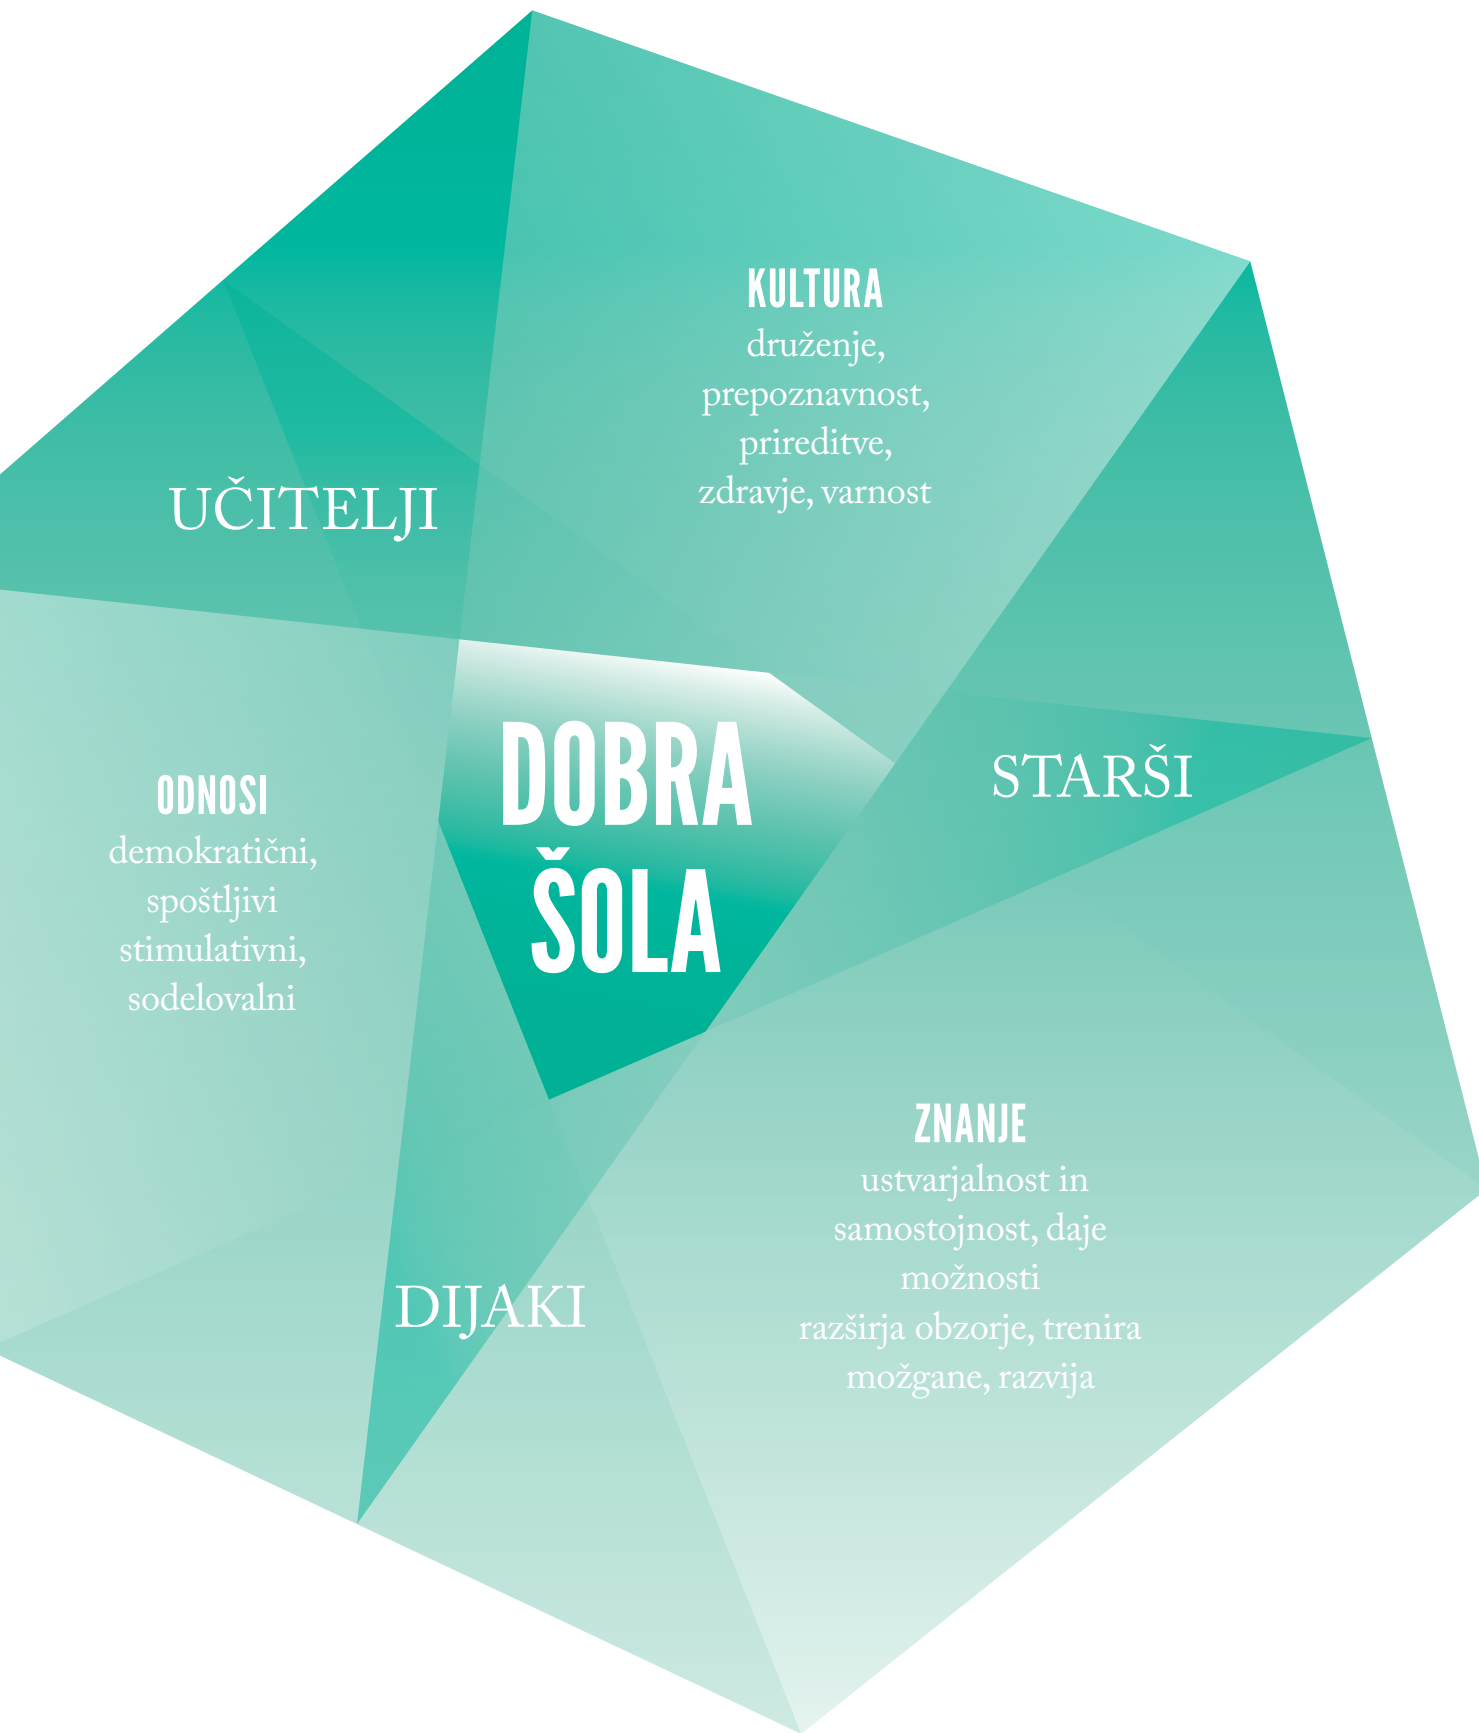 KULTURA
druženje,
prepoznavnost,
prireditve,
zdravje, varnost
UČITELJI
DOBRA
ŠOLA
STARŠI
ODNOSI
demokratični,
spoštljivi
stimulativni,
sodelovalni
ZNANJE
ustvarjalnost in
samostojnost, daje
možnosti
razširja obzorje, trenira
možgane, razvija
DIJAKI